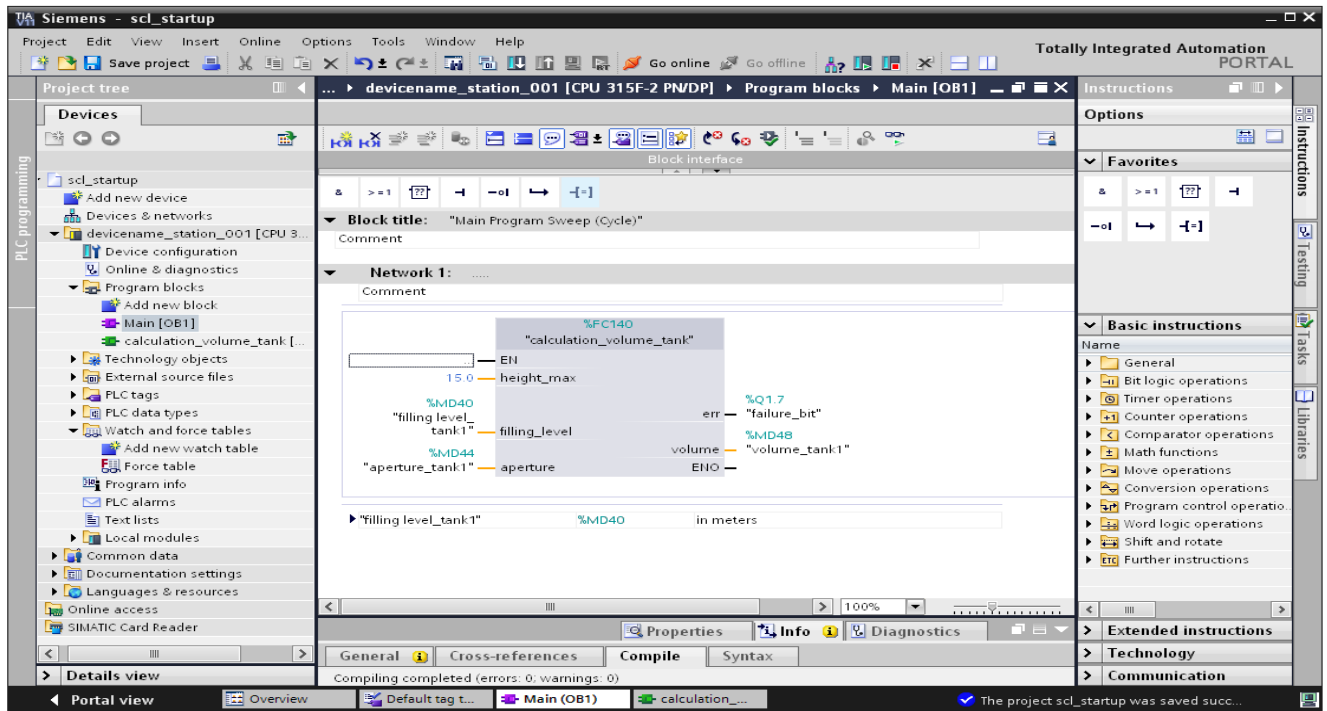 TIA V11 Siemens - scl_startup
Project Edit View Insert Online Options Tools Window Help
Totally Integrated Automation
PORTAL
Save project
Go online
Go offline
Project tree
... devicename_station_001 [CPU 315F-2 PN/DP] Program blocks Main [OB1]
Instructions
Devices
Options
Block interface
PLC programming
scl_startup
Add new device
Devices & networks
devicename_station_001 [CPU 3...
Device configuration
Online & diagnostics
Program blocks
Add new block
Main [OB1]
calculation_volume_tank [...
Technology objects
External source files
PLC tags
PLC data types
Watch and force tables
Add new watch table
Force table
Program info
PLC alarms
Text lists
Local modules
Common data
Documentation settings
Languages & resources
Online access
SIMATIC Card Reader
Details view
& >=1 ?? -| -o| -[=]
Block title: "Main Program Sweep (Cycle)"
Comment
Network 1: .....
Comment
%FC140
"calculation_volume_tank"
... EN
15.0 height_max
%MD40
"filling level_
tank1" filling_level
%MD44
"aperture_tank1" aperture
%Q1.7
err "failure_bit"
%MD48
volume "volume_tank1"
ENO
"filling level_tank1" %MD40 in meters
100%
Properties Info Diagnostics
General Cross-references Compile Syntax
Compiling completed (errors: 0; warnings: 0)
Favorites
& >=1 ?? -|
-o| -[=]
Basic instructions
Name
General
Bit logic operations
Timer operations
Counter operations
Comparator operations
Math functions
Move operations
Conversion operations
Program control operatio...
Word logic operations
Shift and rotate
Further instructions
Extended instructions
Technology
Communication
Instructions
Testing
Tasks
Libraries
Portal view Overview Default tag t... Main (OB1) calculation_... The project scl_startup was saved succ...